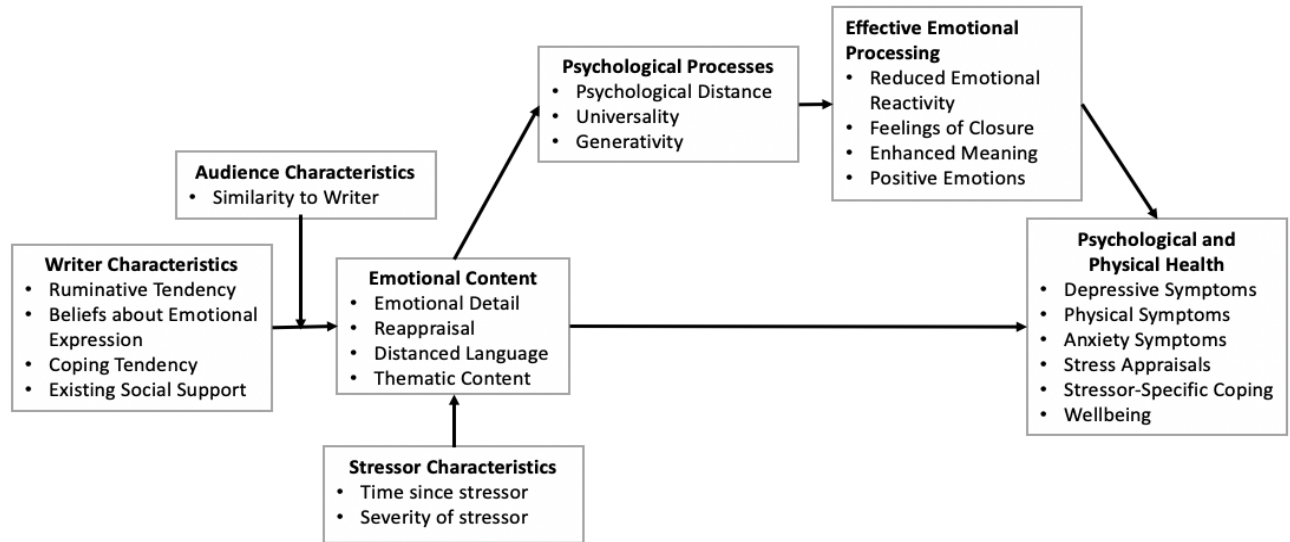 Writer Characteristics
• Ruminative Tendency
• Beliefs about Emotional
Expression
• Coping Tendency
• Existing Social Support
Audience Characteristics
• Similarity to Writer
Emotional Content
• Emotional Detail
• Reappraisal
• Distanced Language
• Thematic Content
Stressor Characteristics
• Time since stressor
• Severity of stressor
Psychological Processes
• Psychological Distance
• Universality
• Generativity
Effective Emotional
Processing
• Reduced Emotional
Reactivity
• Feelings of Closure
• Enhanced Meaning
• Positive Emotions
Psychological and
Physical Health
• Depressive Symptoms
• Physical Symptoms
• Anxiety Symptoms
• Stress Appraisals
• Stressor-Specific Coping
• Wellbeing